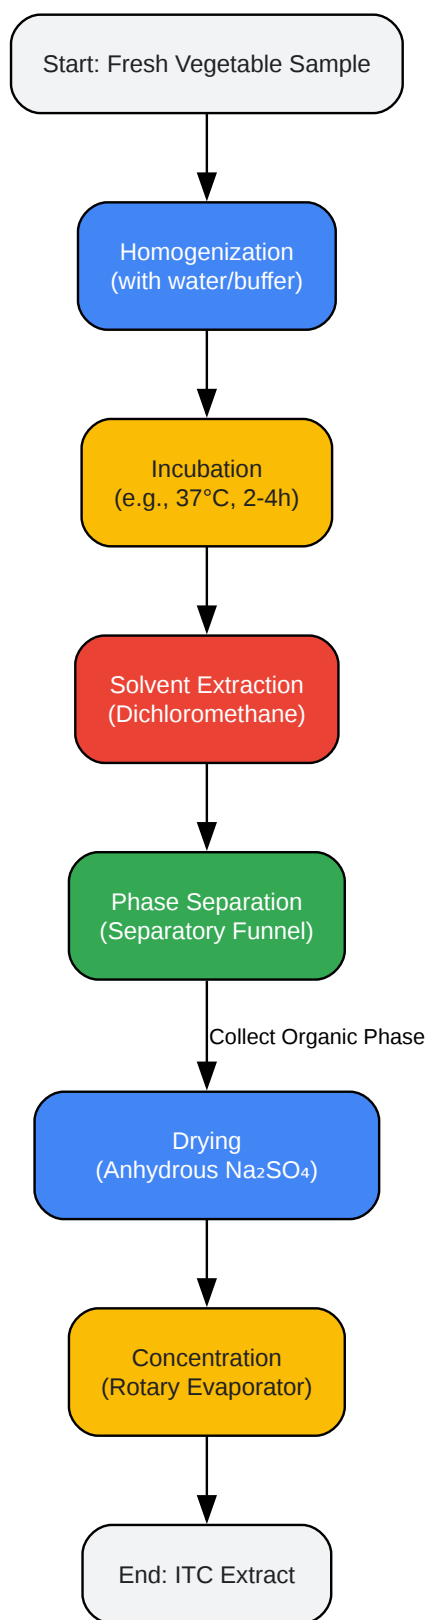 Start: Fresh Vegetable Sample
Homogenization
(with water/buffer)
Incubation
(e.g., 37°C, 2-4h)
Solvent Extraction
(Dichloromethane)
Phase Separation
(Separatory Funnel)
Collect Organic Phase
Drying
(Anhydrous Na₂SO₄)
Concentration
(Rotary Evaporator)
End: ITC Extract